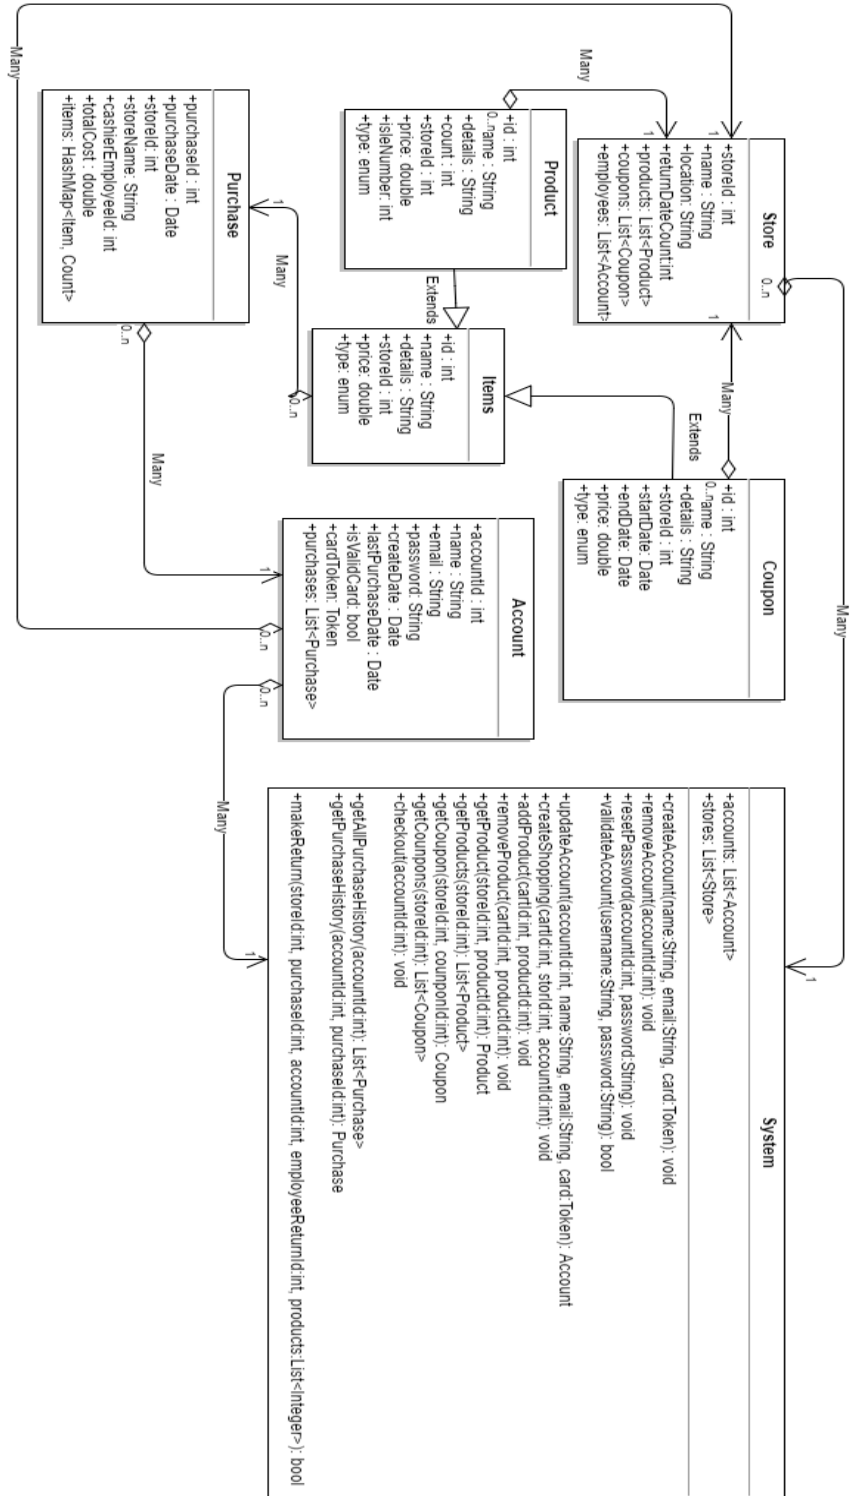 Store
+storeId : int
+name : String
+location: String
+returnDateCount:int
+products: List<Product>
+coupons: List<Coupon>
+employees: List<Account>
0..n
1
1
1
Many
Many
Product
+id : int
0..name : String
+details : String
+count : int
+storeId : int
+price: double
+isleNumber: int
+type: enum
Extends
Purchase
+purchaseId : int
+purchaseDate : Date
+storeId: int
+storeName: String
+cashierEmployeeId: int
+totalCost : double
+items: HashMap<Item, Count>
1
Many
0..n
Many
Items
+id : int
+name : String
+details : String
+storeId : int
+price: double
+type: enum
0..n
Coupon
+id : int
0..name : String
+details : String
+storeId : int
+startDate: Date
+endDate: Date
+price: double
+type: enum
Many
Extends
Account
+accountId : int
+name : String
+email : String
+password: String
+createDate : Date
+lastPurchaseDate : Date
+isValidCard: bool
+cardToken: Token
+purchases: List<Purchase>
1
0..n
0..n
Many
Many
1
1
System
+accounts: List<Account>
+stores: List<Store>
+createAccount(name:String, email:String, card:Token): void
+removeAccount(accountId:int): void
+resetPassword(accountId:int, password:String): void
+validateAccount(username:String, password:String): bool
+updateAccount(accountId:int, name:String, email:String, card:Token): Account
+createShopping(cartId:int, storId:int, accountId:int): void
+addProduct(cartId:int, productId:int): void
+removeProduct(cartId:int, productId:int): void
+getProduct(storeId:int, productId:int): Product
+getProducts(storeId:int): List<Product>
+getCoupon(storeId:int, counponId:int): Coupon
+getCounpons(storeId:int): List<Coupon>
+checkout(accountId:int): void
+getAllPurchaseHistory(accountId:int): List<Purchase>
+getPurchaseHistory(accountId:int, purchaseId:int): Purchase
+makeReturn(storeId:int, purchaseId:int, accountId:int, employeeReturnId:int, products:List<Integer>): bool